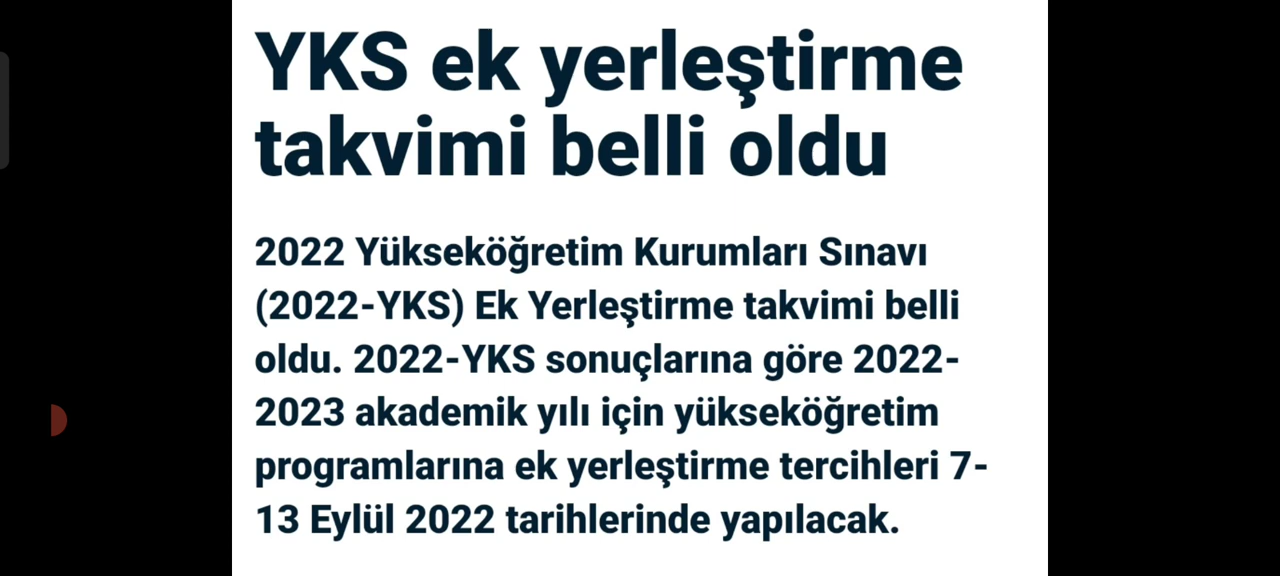 YKS ek yerleştirme
takvimi belli oldu
2022 Yükseköğretim Kurumları Sınavı
(2022-YKS) Ek Yerleştirme takvimi belli
oldu. 2022-YKS sonuçlarına göre 2022-
2023 akademik yılı için yükseköğretim
programlarına ek yerleştirme tercihleri 7-
13 Eylül 2022 tarihlerinde yapılacak.